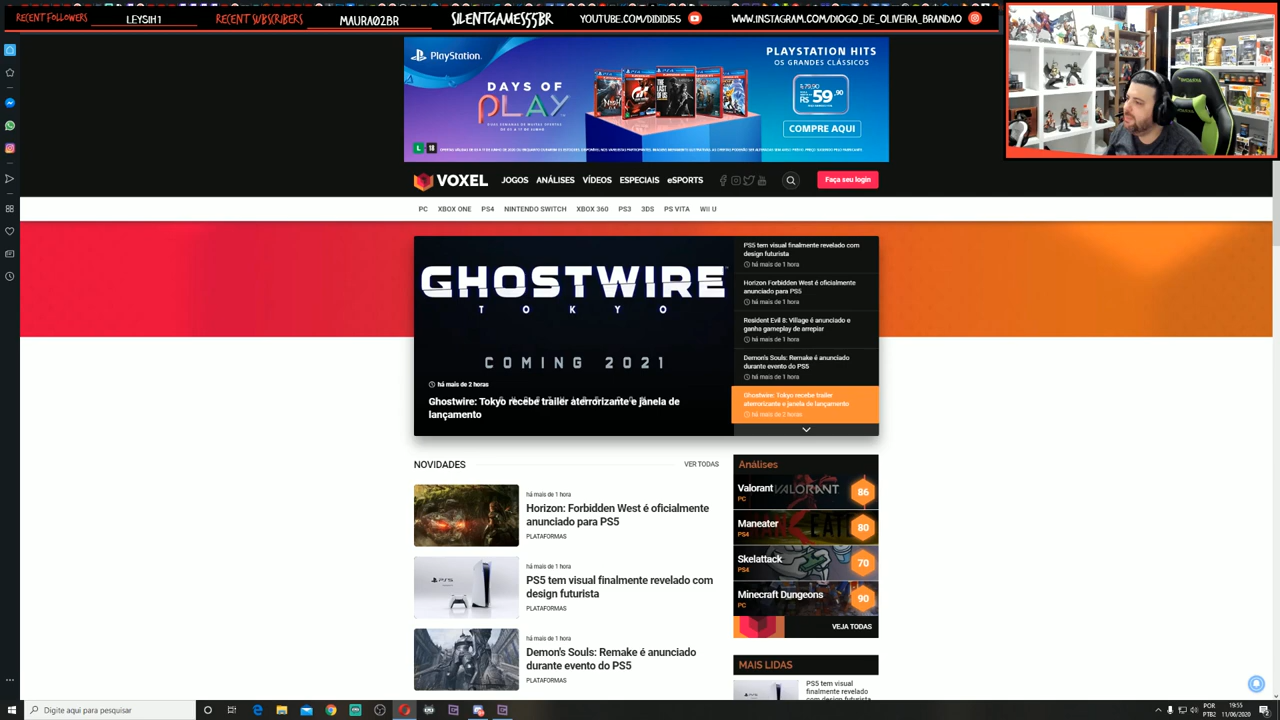 RECENT FOLLOWERS
LEYSIH1
RECENT SUBSCRIBERS
MAURA02BR
SILENTGAMES55BR
YOUTUBE.COM/DIDIDI55
WWW.INSTAGRAM.COM/DIOGO_DE_OLIVEIRA_BRANDAO
PlayStation.
DAYS OF
PLAY
PLAYSTATION HITS
OS GRANDES CLÁSSICOS
R$ 79,90
R$ 59,90
COMPRE AQUI
L 18
VOXEL
JOGOS ANÁLISES VÍDEOS ESPECIAIS eSPORTS
Faça seu login
PC XBOX ONE PS4 NINTENDO SWITCH XBOX 360 PS3 3DS PS VITA WII U
GHOSTWIRE
TOKYO
COMING 2021
há mais de 2 horas
Ghostwire: Tokyo recebe trailer aterrorizante e janela de
lançamento
PS5 tem visual finalmente revelado com
design futurista
há mais de 1 hora
Horizon Forbidden West é oficialmente
anunciado para PS5
há mais de 1 hora
Resident Evil 8: Village é anunciado e
ganha gameplay de arrepiar
há mais de 1 hora
Demon's Souls: Remake é anunciado
durante evento do PS5
há mais de 1 hora
Ghostwire: Tokyo recebe trailer
aterrorizante e janela de lançamento
há mais de 2 horas
NOVIDADES
VER TODAS
há mais de 1 hora
Horizon: Forbidden West é oficialmente
anunciado para PS5
PLATAFORMAS
há mais de 1 hora
PS5 tem visual finalmente revelado com
design futurista
PLATAFORMAS
há mais de 1 hora
Demon's Souls: Remake é anunciado
durante evento do PS5
PLATAFORMAS
Análises
Valorant
PC
VALORANT
86
Maneater
PS4
80
Skelattack
PS4
70
Minecraft Dungeons
PC
90
VEJA TODAS
MAIS LIDAS
PS5 tem visual
finalmente revelado
com design futurista
Digite aqui para pesquisar
POR
PTB2
19:55
11/06/2020